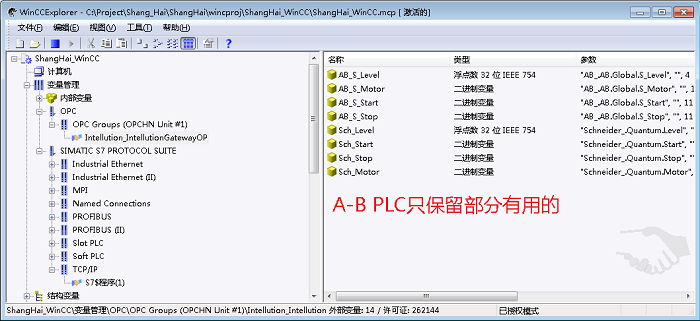 WinCCExplorer - C:\Project\Shang_Hai\ShangHai\wincproj\ShangHai_WinCC\ShangHai_WinCC.mcp [ 激活的 ]
文件(F) 编辑(E) 视图(V) 工具(T) 帮助(H)
ShangHai_WinCC
计算机
变量管理
内部变量
OPC
OPC Groups (OPCHN Unit #1)
Intellution_IntellutionGatewayOP
SIMATIC S7 PROTOCOL SUITE
Industrial Ethernet
Industrial Ethernet (II)
MPI
Named Connections
PROFIBUS
PROFIBUS (II)
Slot PLC
Soft PLC
TCP/IP
S7$程序(1)
结构变量
名称 类型 参数
AB_S_Level 浮点数 32 位 IEEE 754 "AB_.AB.Global.S_Level", "", 4
AB_S_Motor 二进制变量 "AB_.AB.Global.S_Motor", "", 1
AB_S_Start 二进制变量 "AB_.AB.Global.S_Start", "", 11
AB_S_Stop 二进制变量 "AB_.AB.Global.S_Stop", "", 11
Sch_Level 浮点数 32 位 IEEE 754 "Schneider_.Quantum.Level", "",
Sch_Start 二进制变量 "Schneider_.Quantum.Start", ""
Sch_Stop 二进制变量 "Schneider_.Quantum.Stop", "",
Sch_Motor 二进制变量 "Schneider_.Quantum.Motor",
A-B PLC只保留部分有用的
ShangHai_WinCC\变量管理\OPC\OPC Groups (OPCHN Unit #1)\Intellution_Intellution 外部变量: 14 / 许可证: 262144 已授权模式